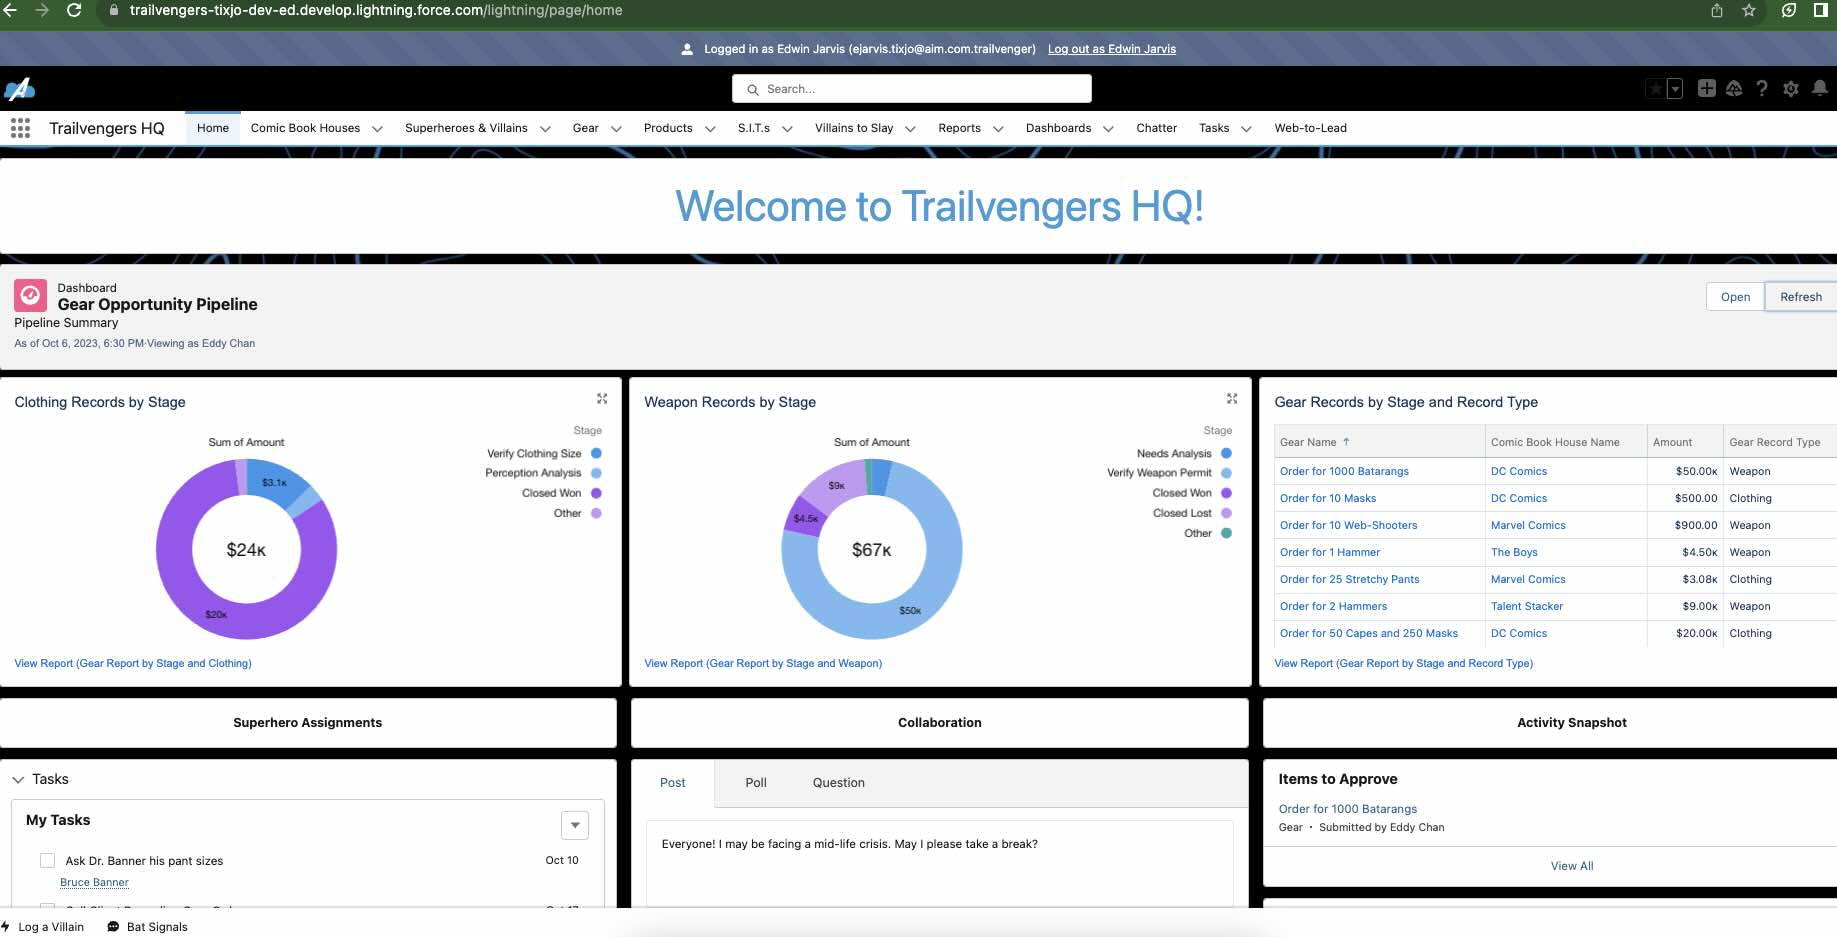 trailvengers-tixjo-dev-ed.develop.lightning.force.com/lightning/page/home
Logged in as Edwin Jarvis (ejarvis.tixjo@aim.com.trailvenger) Log out as Edwin Jarvis
Search...
Trailvengers HQ Home Comic Book Houses Superheroes & Villains Gear Products S.I.T.s Villains to Slay Reports Dashboards Chatter Tasks Web-to-Lead
Welcome to Trailvengers HQ!
Dashboard
Gear Opportunity Pipeline
Pipeline Summary
As of Oct 6, 2023, 6:30 PM·Viewing as Eddy Chan
Open Refresh
Clothing Records by Stage
Sum of Amount
$3.1K
$24K
$20K
Stage
Verify Clothing Size
Perception Analysis
Closed Won
Other
View Report (Gear Report by Stage and Clothing)
Weapon Records by Stage
Sum of Amount
$9K
$4.5K
$67K
$50K
Stage
Needs Analysis
Verify Weapon Permit
Closed Won
Closed Lost
Other
View Report (Gear Report by Stage and Weapon)
Gear Records by Stage and Record Type
Gear Name ↑ Comic Book House Name Amount Gear Record Type
Order for 1000 Batarangs DC Comics $50.00K Weapon
Order for 10 Masks DC Comics $500.00 Clothing
Order for 10 Web-Shooters Marvel Comics $900.00 Weapon
Order for 1 Hammer The Boys $4.50K Weapon
Order for 25 Stretchy Pants Marvel Comics $3.08K Clothing
Order for 2 Hammers Talent Stacker $9.00K Weapon
Order for 50 Capes and 250 Masks DC Comics $20.00K Clothing
View Report (Gear Report by Stage and Record Type)
Superhero Assignments
Tasks
My Tasks
Ask Dr. Banner his pant sizes Oct 10
Bruce Banner
Collaboration
Post Poll Question
Everyone! I may be facing a mid-life crisis. May I please take a break?
Activity Snapshot
Items to Approve
Order for 1000 Batarangs
Gear · Submitted by Eddy Chan
View All
Log a Villain Bat Signals